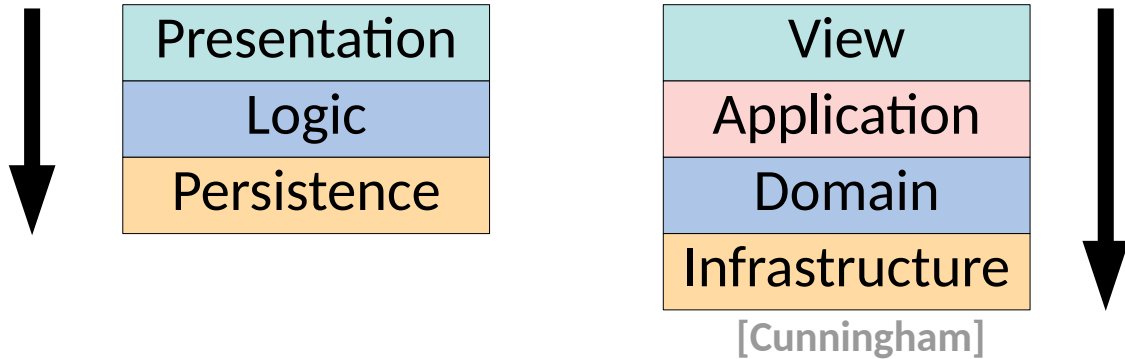 Presentation
Logic
Persistence
View
Application
Domain
Infrastructure
[Cunningham]